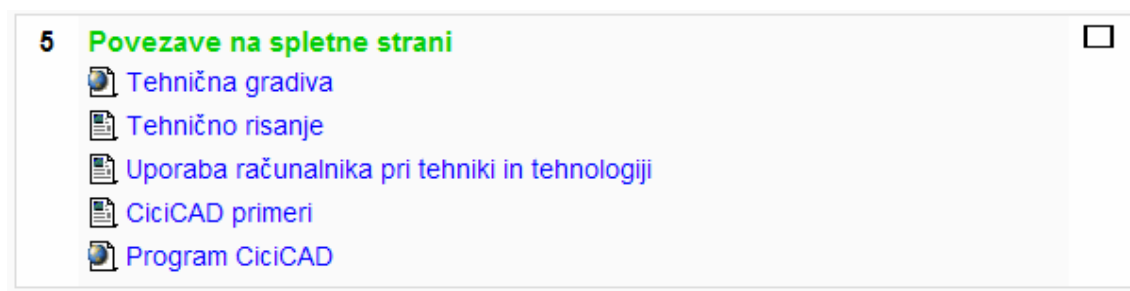 5 Povezave na spletne strani
Tehnična gradiva
Tehnično risanje
Uporaba računalnika pri tehniki in tehnologiji
CiciCAD primeri
Program CiciCAD